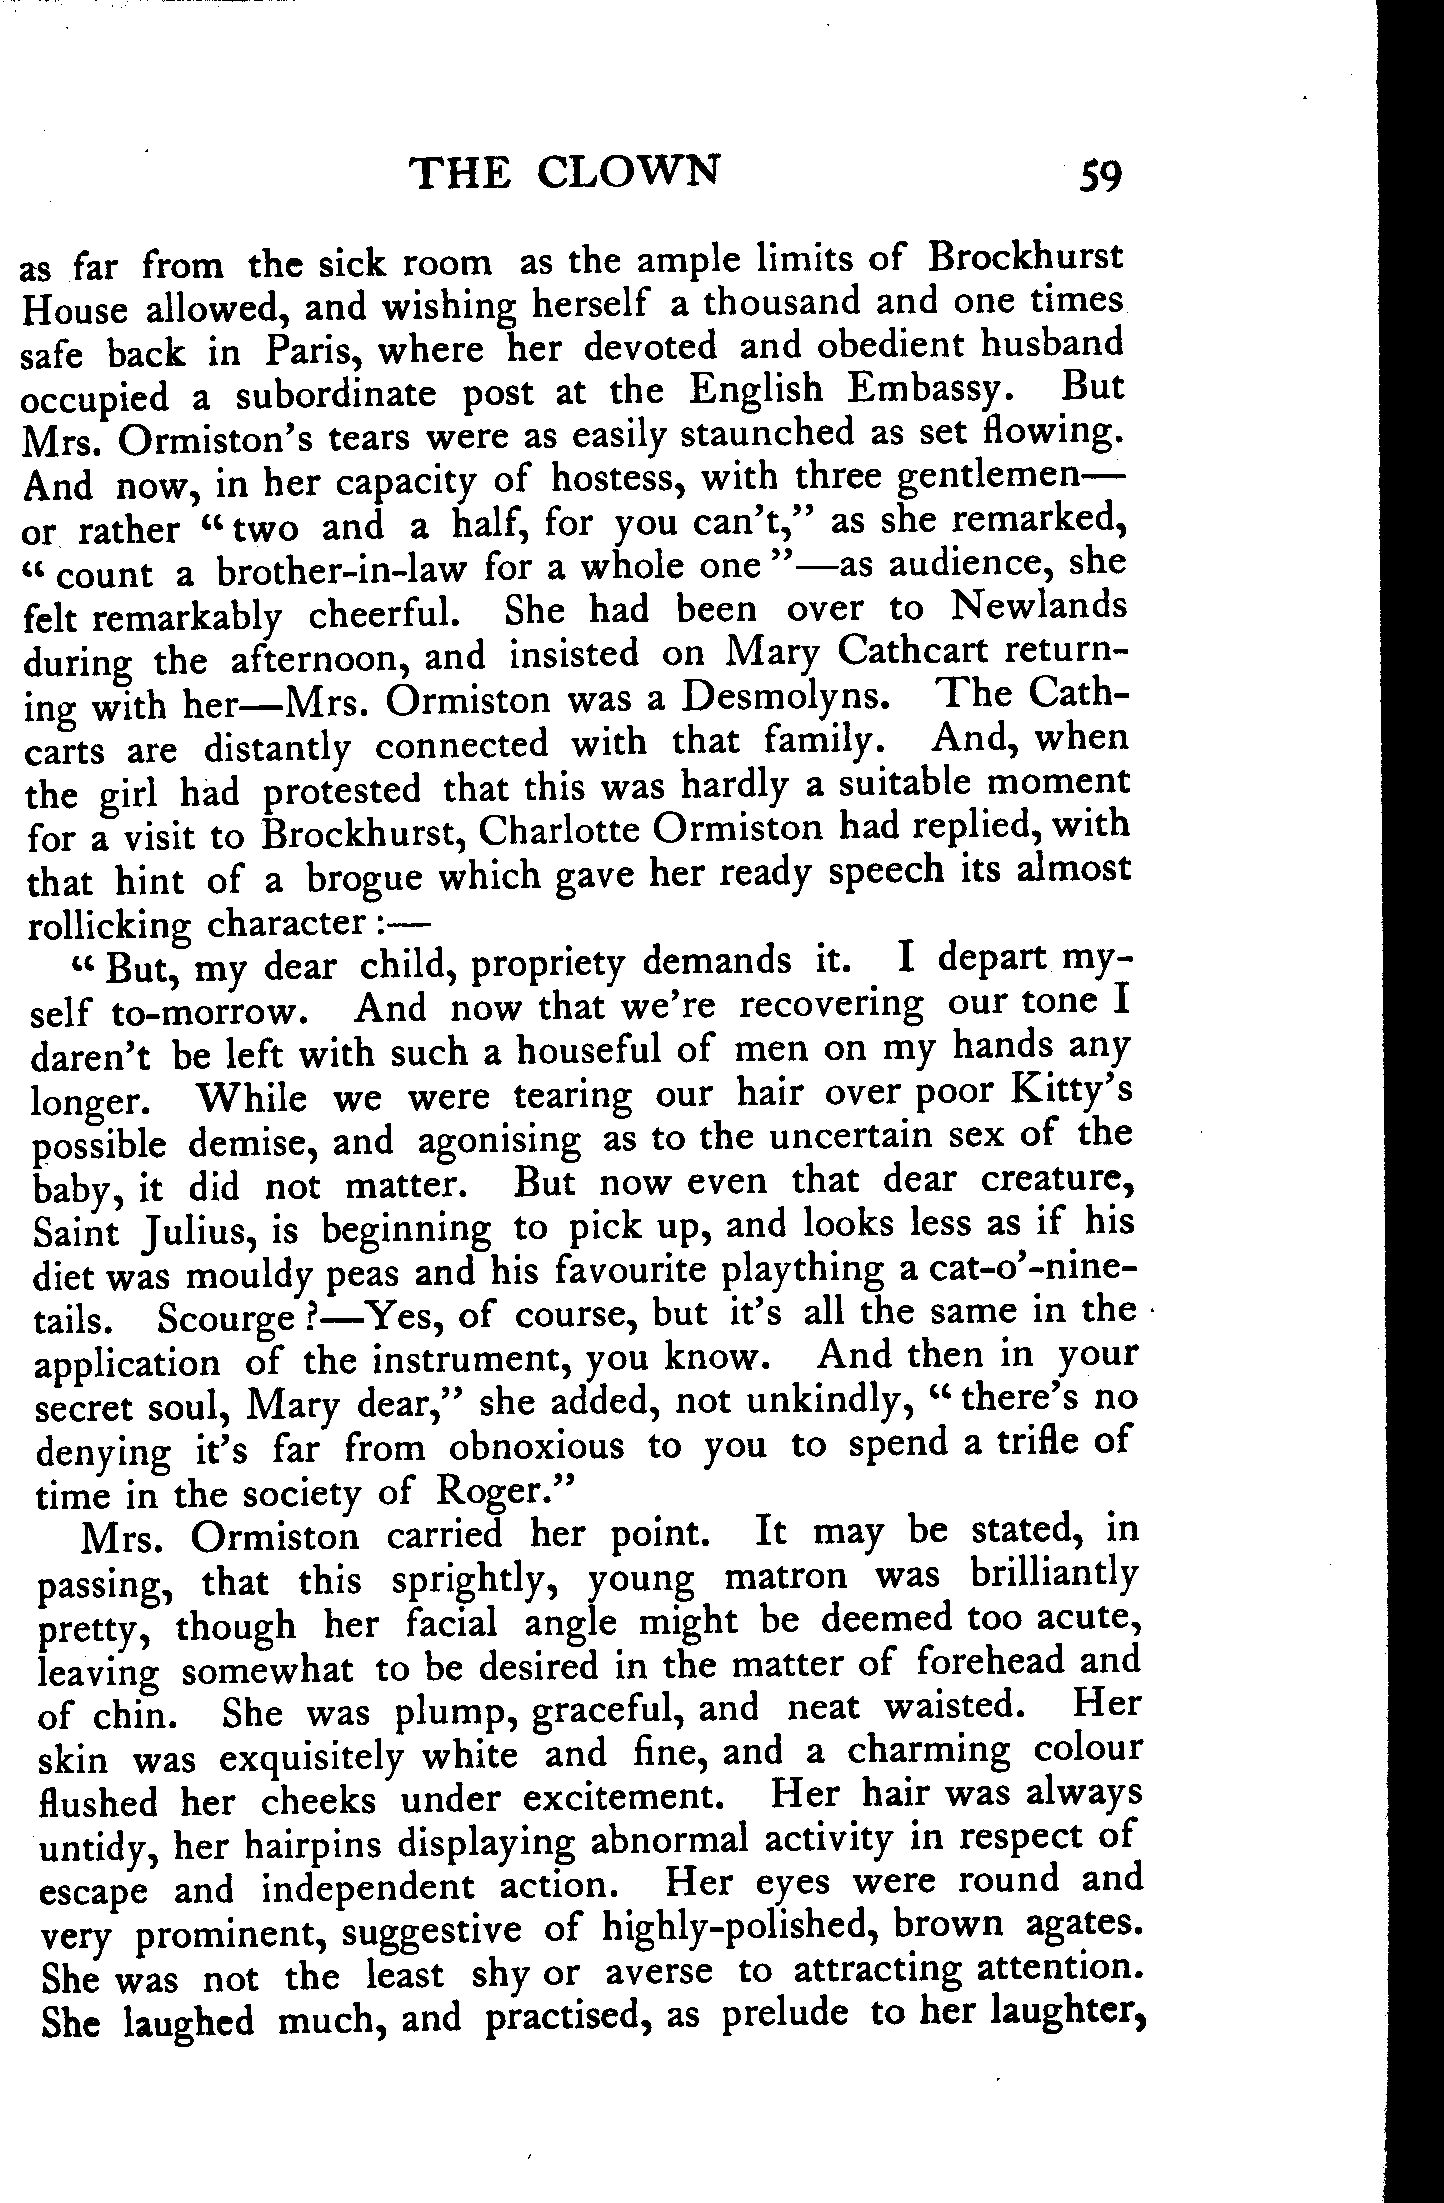 THE CLOWN 59
as far from the sick room as the ample limits of Brockhurst
House allowed, and wishing herself a thousand and one times
safe back in Paris, where her devoted and obedient husband
occupied a subordinate post at the English Embassy. But
Mrs. Ormiston's tears were as easily staunched as set flowing.
And now, in her capacity of hostess, with three gentlemen—
or rather “two and a half, for you can't,” as she remarked,
“count a brother-in-law for a whole one”—as audience, she
felt remarkably cheerful. She had been over to Newlands
during the afternoon, and insisted on Mary Cathcart return-
ing with her—Mrs. Ormiston was a Desmolyns. The Cath-
carts are distantly connected with that family. And, when
the girl had protested that this was hardly a suitable moment
for a visit to Brockhurst, Charlotte Ormiston had replied, with
that hint of a brogue which gave her ready speech its almost
rollicking character:—
“But, my dear child, propriety demands it. I depart my-
self to-morrow. And now that we're recovering our tone I
daren't be left with such a houseful of men on my hands any
longer. While we were tearing our hair over poor Kitty's
possible demise, and agonising as to the uncertain sex of the
baby, it did not matter. But now even that dear creature,
Saint Julius, is beginning to pick up, and looks less as if his
diet was mouldy peas and his favourite plaything a cat-o'-nine-
tails. Scourge?—Yes, of course, but it's all the same in the
application of the instrument, you know. And then in your
secret soul, Mary dear,” she added, not unkindly, “there's no
denying it's far from obnoxious to you to spend a trifle of
time in the society of Roger.”
Mrs. Ormiston carried her point. It may be stated, in
passing, that this sprightly, young matron was brilliantly
pretty, though her facial angle might be deemed too acute,
leaving somewhat to be desired in the matter of forehead and
of chin. She was plump, graceful, and neat waisted. Her
skin was exquisitely white and fine, and a charming colour
flushed her cheeks under excitement. Her hair was always
untidy, her hairpins displaying abnormal activity in respect of
escape and independent action. Her eyes were round and
very prominent, suggestive of highly-polished, brown agates.
She was not the least shy or averse to attracting attention.
She laughed much, and practised, as prelude to her laughter,